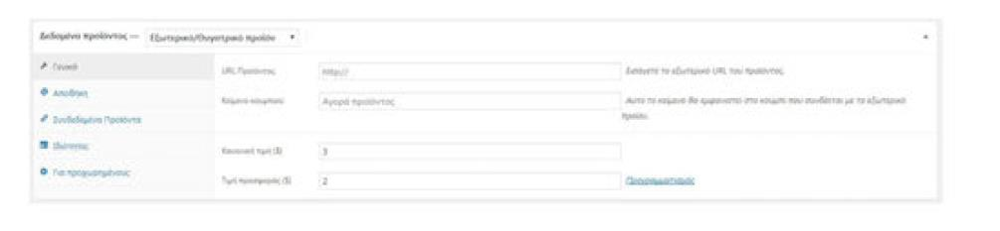 Δεδομένα προϊόντος — Εξωτερικό/Θυγατρικό προϊόν
Γενικά
URL Προϊόντος
http://
Εισάγετε το εξωτερικό URL του προϊόντος.
Αποθήκη
Κείμενο κουμπιού
Αγορά προϊόντος
Αυτό το κείμενο θα εμφανιστεί στο κουμπί που συνδέεται με το εξωτερικό
προϊόν.
Συνδεδεμένα Προϊόντα
Ιδιότητες
Κανονική τιμή ($)
3
Για προχωρημένους
Τιμή προσφοράς ($)
2
Προγραμματισμός